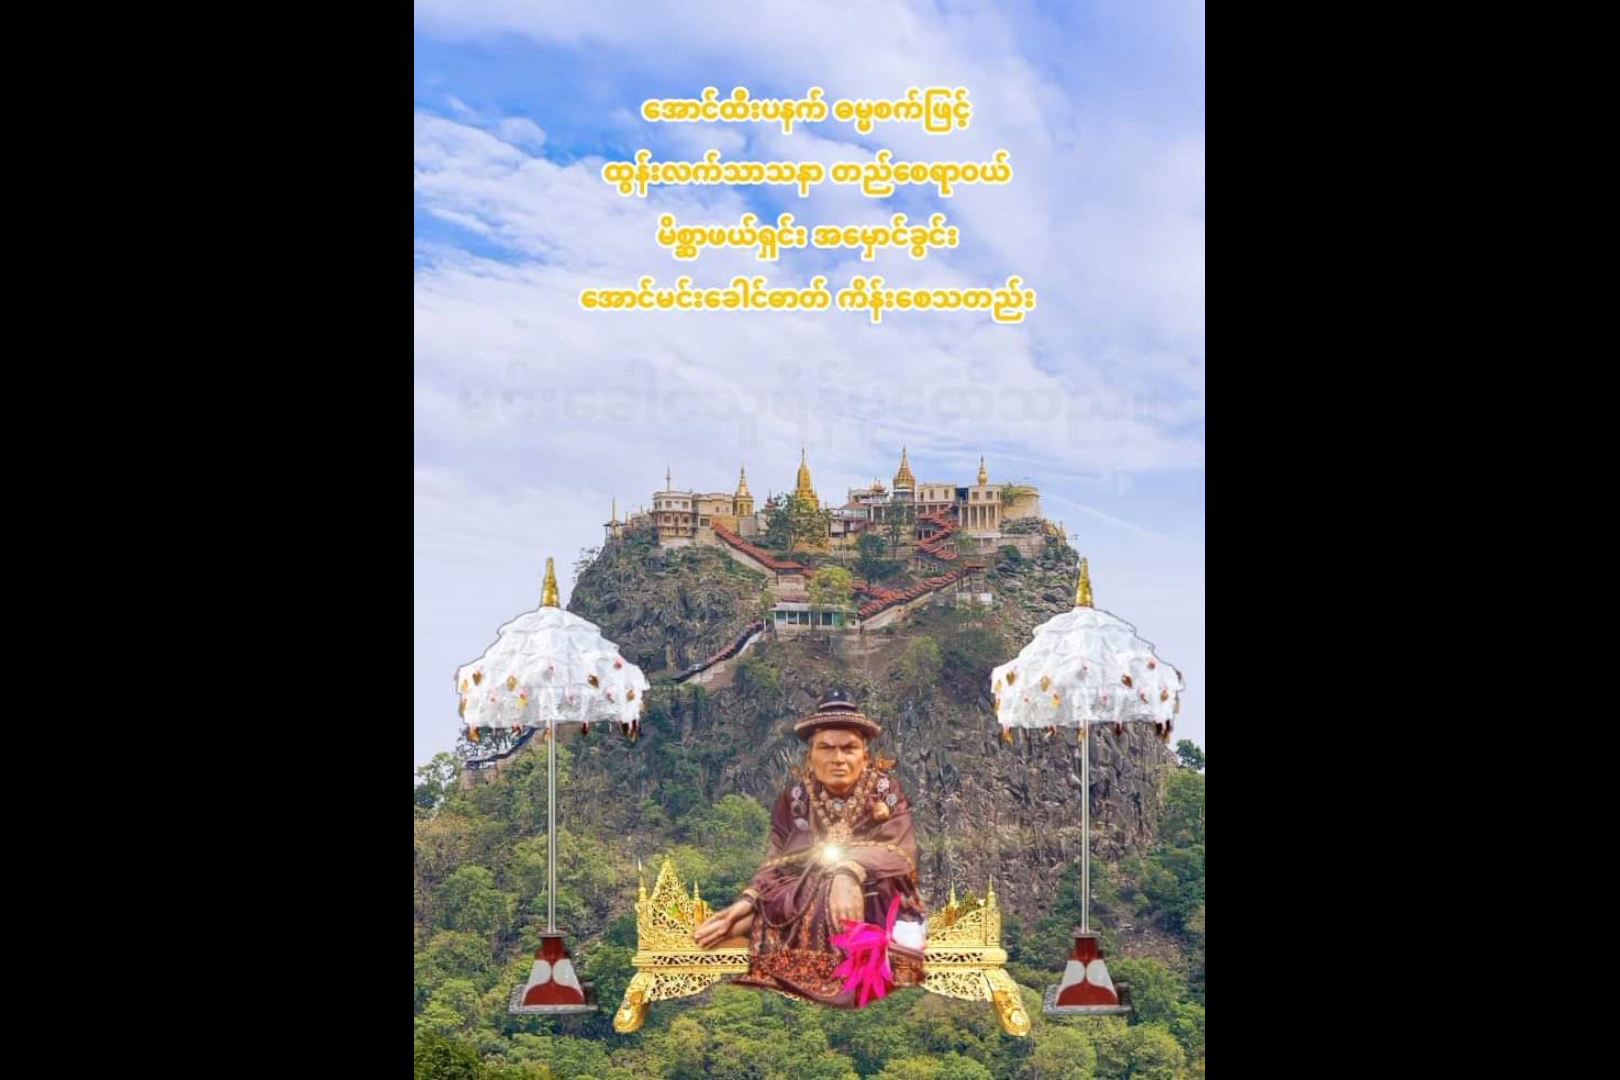 အောင်ထီးပနက် ဓမ္မစက်ဖြင့်
ထွန်းလက်သာသနာ တည်စေရာဝယ်
မိစ္ဆာဖယ်ရှင်း အမှောင်ခွင်း
အောင်မင်းခေါင်ဓာတ် ကိန်းစေသတည်း